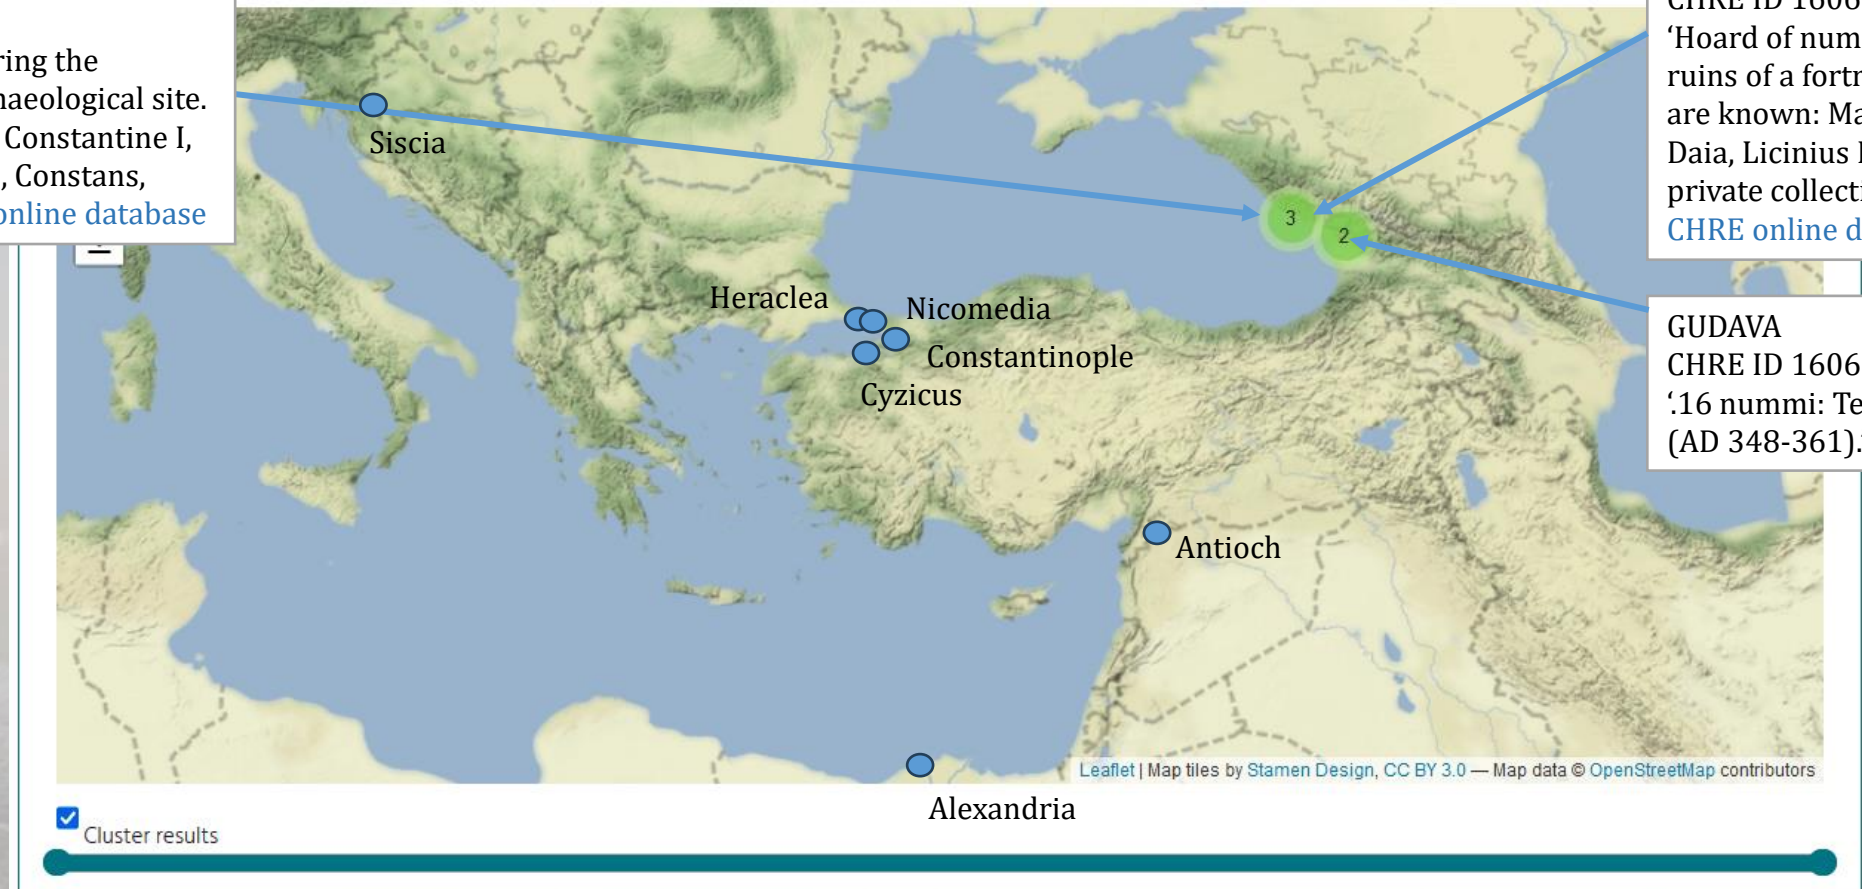 ring the
haeological site.
Constantine I,
, Constans,
online database
CHRE ID 1606
‘Hoard of num
ruins of a fortr
are known: Ma
Daia, Licinius
private collecti
CHRE online d
GUDAVA
CHRE ID 1606
‘.16 nummi: Te
(AD 348-361).
Siscia
3
2
Heraclea
Nicomedia
Constantinople
Cyzicus
Antioch
Leaflet | Map tiles by Stamen Design, CC BY 3.0 — Map data © OpenStreetMap contributors
Alexandria
Cluster results